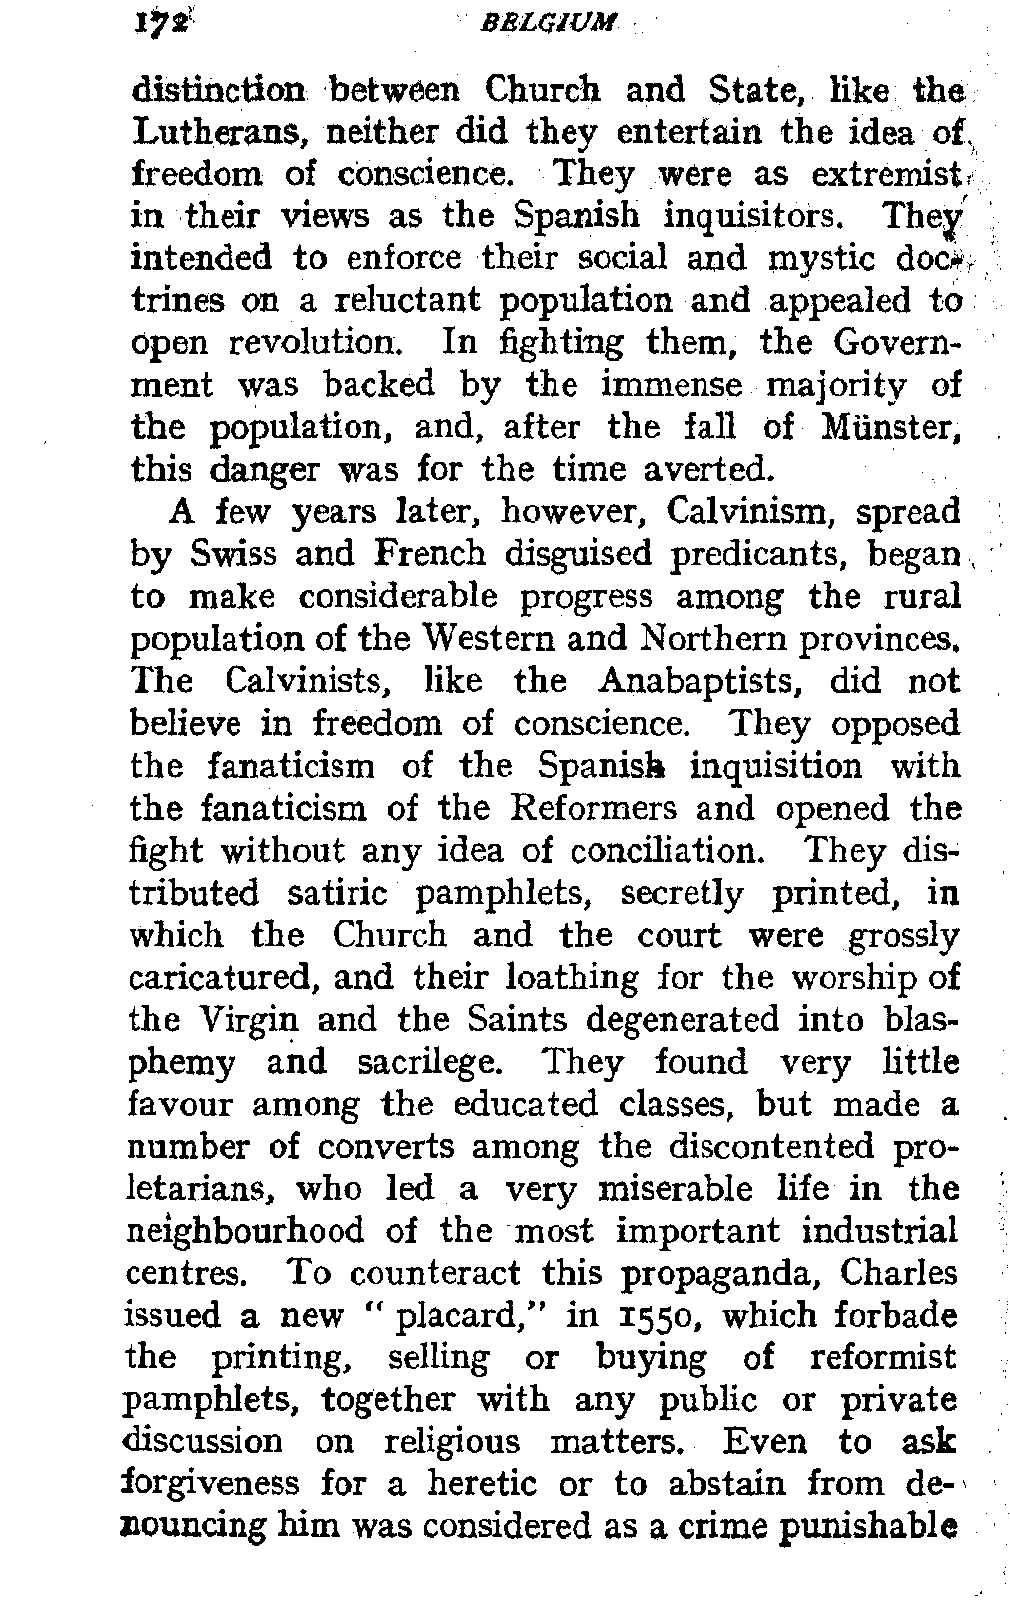 172 BELGIUM
distinction between Church and State, like the
Lutherans, neither did they entertain the idea of
freedom of conscience. They were as extremist
in their views as the Spanish inquisitors. They
intended to enforce their social and mystic doc-
trines on a reluctant population and appealed to
open revolution. In fighting them, the Govern-
ment was backed by the immense majority of
the population, and, after the fall of Münster,
this danger was for the time averted.
A few years later, however, Calvinism, spread
by Swiss and French disguised predicants, began
to make considerable progress among the rural
population of the Western and Northern provinces.
The Calvinists, like the Anabaptists, did not
believe in freedom of conscience. They opposed
the fanaticism of the Spanish inquisition with
the fanaticism of the Reformers and opened the
fight without any idea of conciliation. They dis-
tributed satiric pamphlets, secretly printed, in
which the Church and the court were grossly
caricatured, and their loathing for the worship of
the Virgin and the Saints degenerated into blas-
phemy and sacrilege. They found very little
favour among the educated classes, but made a
number of converts among the discontented pro-
letarians, who led a very miserable life in the
neighbourhood of the most important industrial
centres. To counteract this propaganda, Charles
issued a new “ placard,” in 1550, which forbade
the printing, selling or buying of reformist
pamphlets, together with any public or private
discussion on religious matters. Even to ask
forgiveness for a heretic or to abstain from de-
nouncing him was considered as a crime punishable